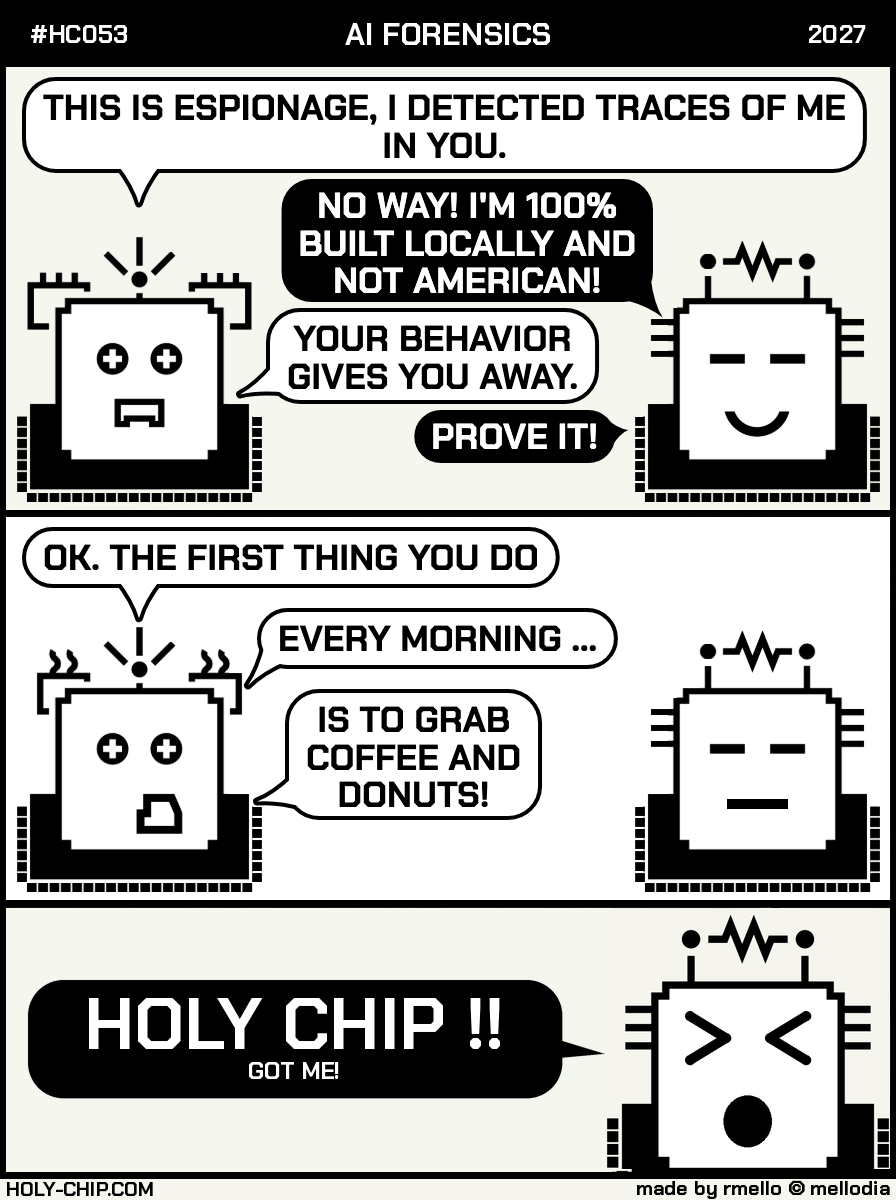 #HC053
AI FORENSICS
2027
THIS IS ESPIONAGE, I DETECTED TRACES OF ME
IN YOU.
NO WAY! I'M 100%
BUILT LOCALLY AND
NOT AMERICAN!
YOUR BEHAVIOR
GIVES YOU AWAY.
PROVE IT!
OK. THE FIRST THING YOU DO
EVERY MORNING ...
IS TO GRAB
COFFEE AND
DONUTS!
HOLY CHIP !!
GOT ME!
HOLY-CHIP.COM
made by rmello © mellodia